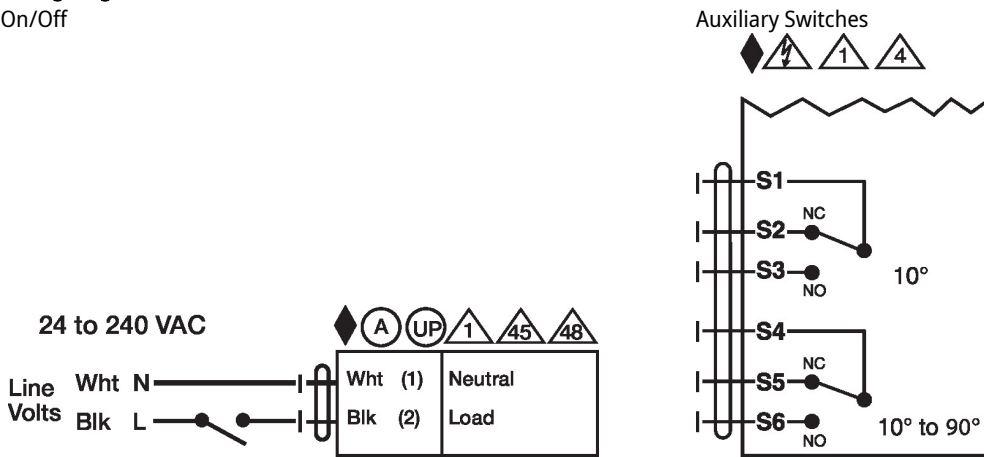 On/Off
24 to 240 VAC
A UP 1 45 48
Line Volts
Wht N
Blk L
Wht (1) Neutral
Blk (2) Load
Auxiliary Switches
1 4
S1
NC
S2
S3
NO
10°
S4
NC
S5
S6
NO
10° to 90°